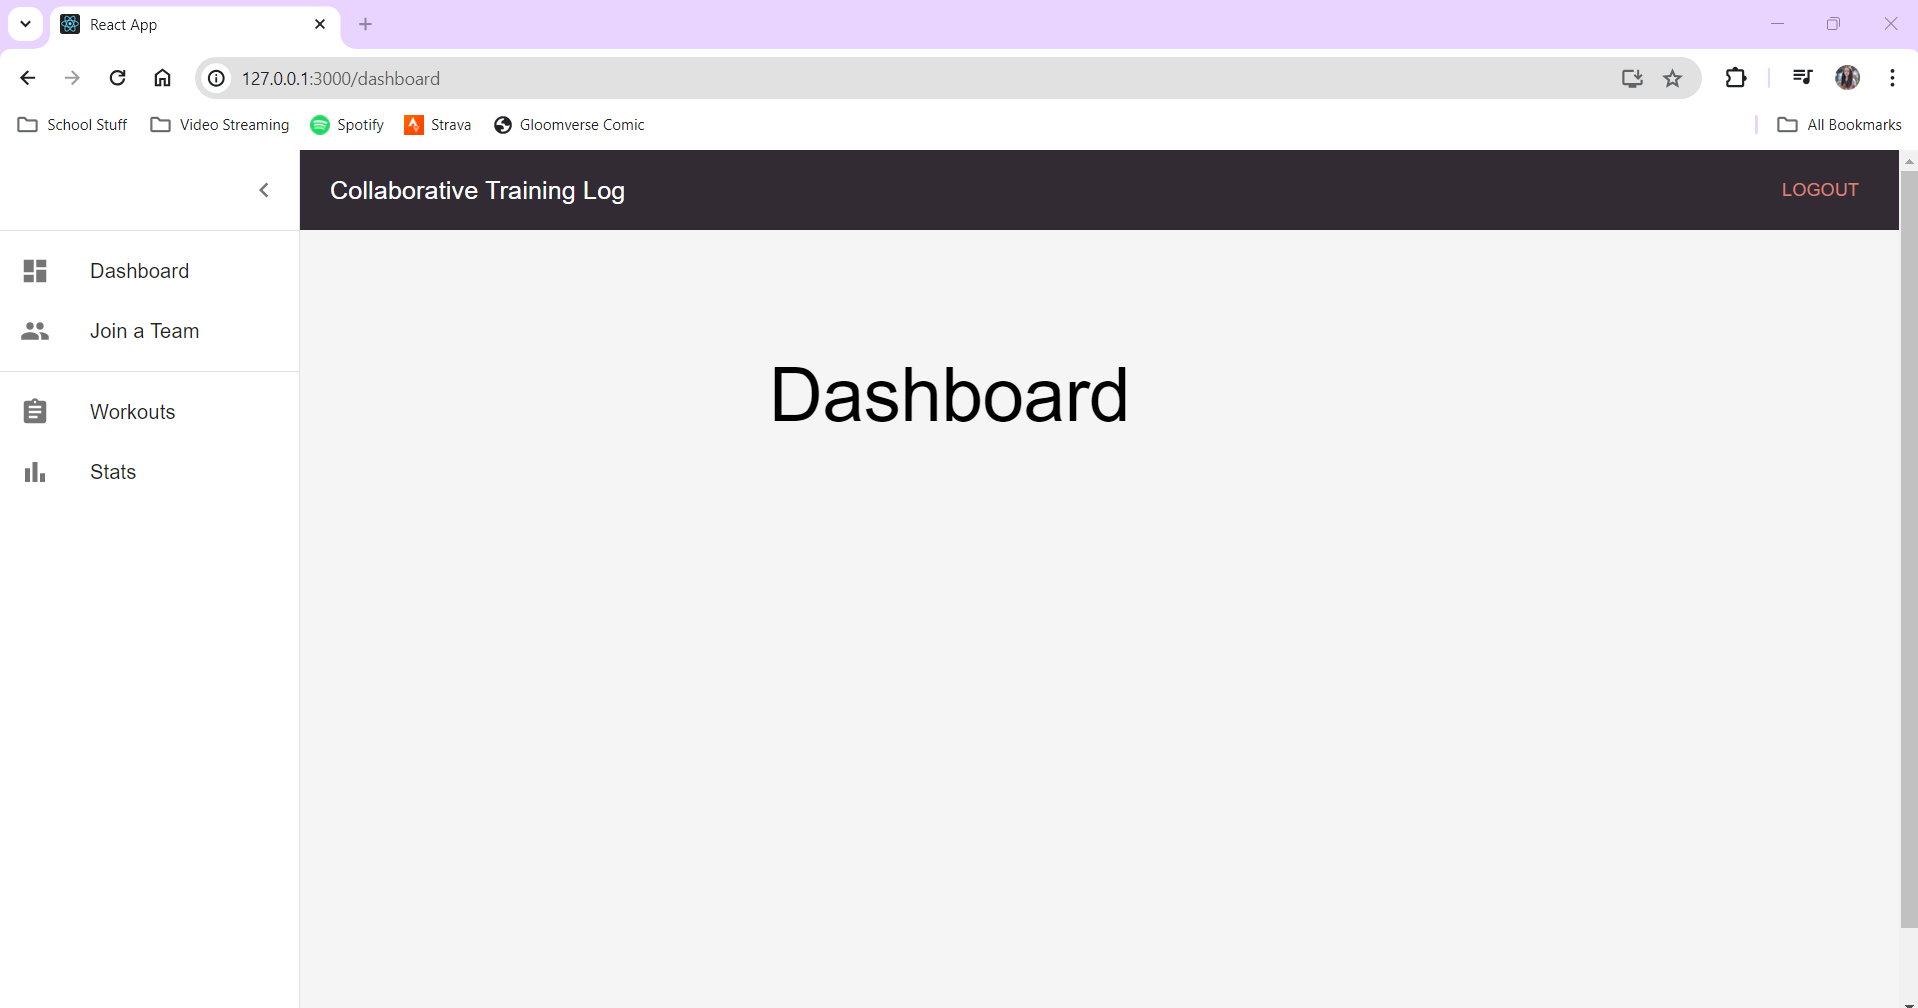 React App
127.0.0.1:3000/dashboard
School Stuff Video Streaming Spotify Strava Gloomverse Comic All Bookmarks
Collaborative Training Log LOGOUT
Dashboard
Join a Team
Workouts
Stats
Dashboard